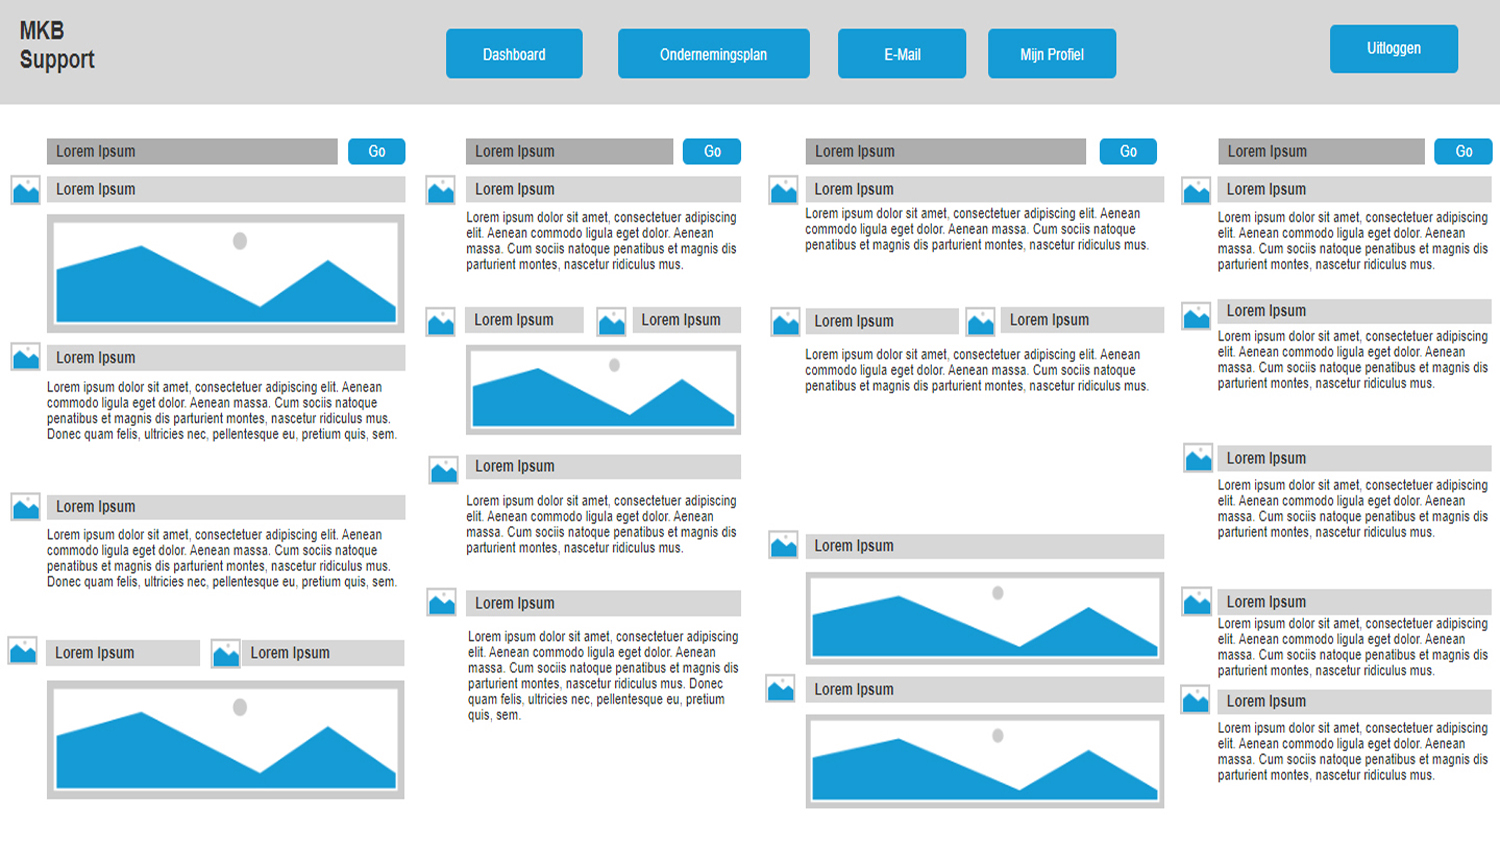 MKB
Support
Dashboard
Ondernemingsplan
E-Mail
Mijn Profiel
Uitloggen
Lorem Ipsum
Go
Lorem Ipsum
Lorem Ipsum
Lorem ipsum dolor sit amet, consectetuer adipiscing elit. Aenean
commodo ligula eget dolor. Aenean massa. Cum sociis natoque
penatibus et magnis dis parturient montes, nascetur ridiculus mus.
Donec quam felis, ultricies nec, pellentesque eu, pretium quis, sem.
Lorem Ipsum
Lorem ipsum dolor sit amet, consectetuer adipiscing elit. Aenean
commodo ligula eget dolor. Aenean massa. Cum sociis natoque
penatibus et magnis dis parturient montes, nascetur ridiculus mus.
Donec quam felis, ultricies nec, pellentesque eu, pretium quis, sem.
Lorem Ipsum
Lorem Ipsum
Lorem Ipsum
Go
Lorem Ipsum
Lorem ipsum dolor sit amet, consectetuer adipiscing
elit. Aenean commodo ligula eget dolor. Aenean
massa. Cum sociis natoque penatibus et magnis dis
parturient montes, nascetur ridiculus mus.
Lorem Ipsum
Lorem Ipsum
Lorem Ipsum
Lorem ipsum dolor sit amet, consectetuer adipiscing
elit. Aenean commodo ligula eget dolor. Aenean
massa. Cum sociis natoque penatibus et magnis dis
parturient montes, nascetur ridiculus mus.
Lorem Ipsum
Lorem ipsum dolor sit amet, consectetuer adipiscing
elit. Aenean commodo ligula eget dolor. Aenean
massa. Cum sociis natoque penatibus et magnis dis
parturient montes, nascetur ridiculus mus. Donec
quam felis, ultricies nec, pellentesque eu, pretium
quis, sem.
Lorem Ipsum
Go
Lorem Ipsum
Lorem ipsum dolor sit amet, consectetuer adipiscing elit. Aenean
commodo ligula eget dolor. Aenean massa. Cum sociis natoque
penatibus et magnis dis parturient montes, nascetur ridiculus mus.
Lorem Ipsum
Lorem Ipsum
Lorem ipsum dolor sit amet, consectetuer adipiscing elit. Aenean
commodo ligula eget dolor. Aenean massa. Cum sociis natoque
penatibus et magnis dis parturient montes, nascetur ridiculus mus.
Lorem Ipsum
Lorem Ipsum
Lorem Ipsum
Go
Lorem Ipsum
Lorem ipsum dolor sit amet, consectetuer adipiscing
elit. Aenean commodo ligula eget dolor. Aenean
massa. Cum sociis natoque penatibus et magnis dis
parturient montes, nascetur ridiculus mus.
Lorem Ipsum
Lorem ipsum dolor sit amet, consectetuer adipiscing
elit. Aenean commodo ligula eget dolor. Aenean
massa. Cum sociis natoque penatibus et magnis dis
parturient montes, nascetur ridiculus mus.
Lorem Ipsum
Lorem ipsum dolor sit amet, consectetuer adipiscing
elit. Aenean commodo ligula eget dolor. Aenean
massa. Cum sociis natoque penatibus et magnis dis
parturient montes, nascetur ridiculus mus.
Lorem Ipsum
Lorem ipsum dolor sit amet, consectetuer adipiscing
elit. Aenean commodo ligula eget dolor. Aenean
massa. Cum sociis natoque penatibus et magnis dis
parturient montes, nascetur ridiculus mus.
Lorem Ipsum
Lorem ipsum dolor sit amet, consectetuer adipiscing
elit. Aenean commodo ligula eget dolor. Aenean
massa. Cum sociis natoque penatibus et magnis dis
parturient montes, nascetur ridiculus mus.